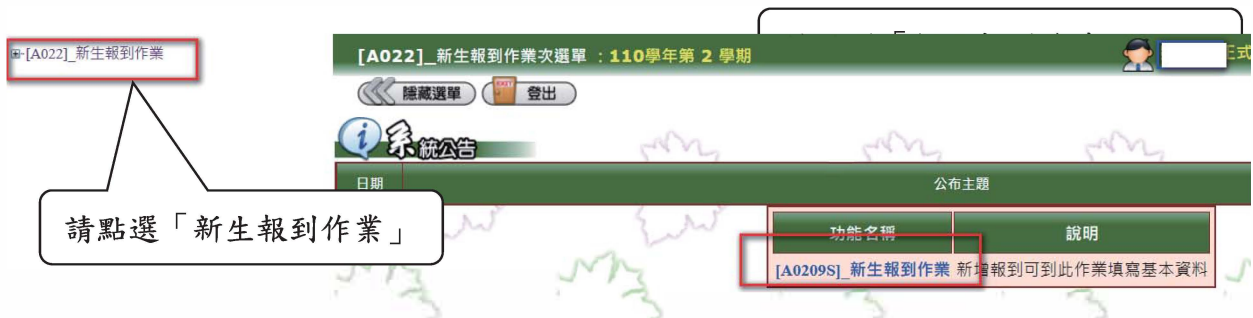 [A022]_新生報到作業
請點選「新生報到作業」
[A022]_新生報到作業次選單 ：110學年第 2 學期
隱藏選單
EXIT
登出
i
系統公告
日期
公布主題
功能名稱
說明
[A0209S]_新生報到作業
新增報到可到此作業填寫基本資料